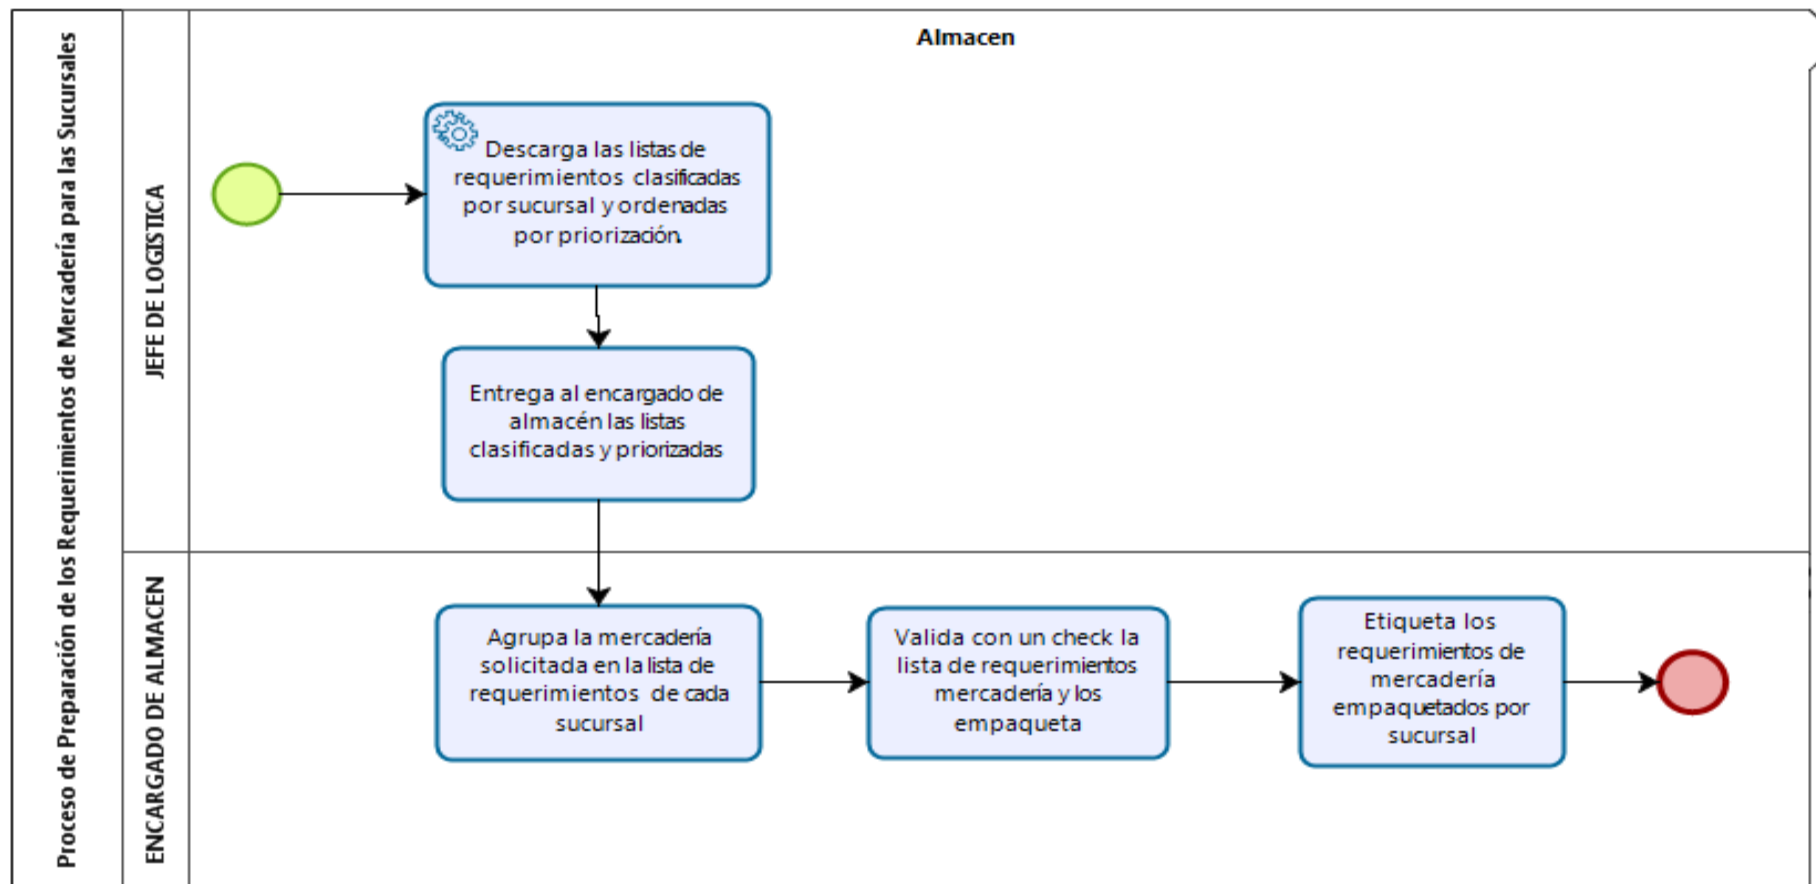 Proceso de Preparación de los Requerimientos de Mercadería para las Sucursales
JEFE DE LOGISTICA
Almacen
Descarga las listas de
requerimientos clasificadas
por sucursal y ordenadas
por priorización.
Entrega al encargado de
almacén las listas
clasificadas y priorizadas
ENCARGADO DE ALMACEN
Agrupa la mercadería
solicitada en la lista de
requerimientos de cada
sucursal
Valida con un check la
lista de requerimientos
mercadería y los
empaqueta
Etiqueta los
requerimientos de
mercadería
empaquetados por
sucursal